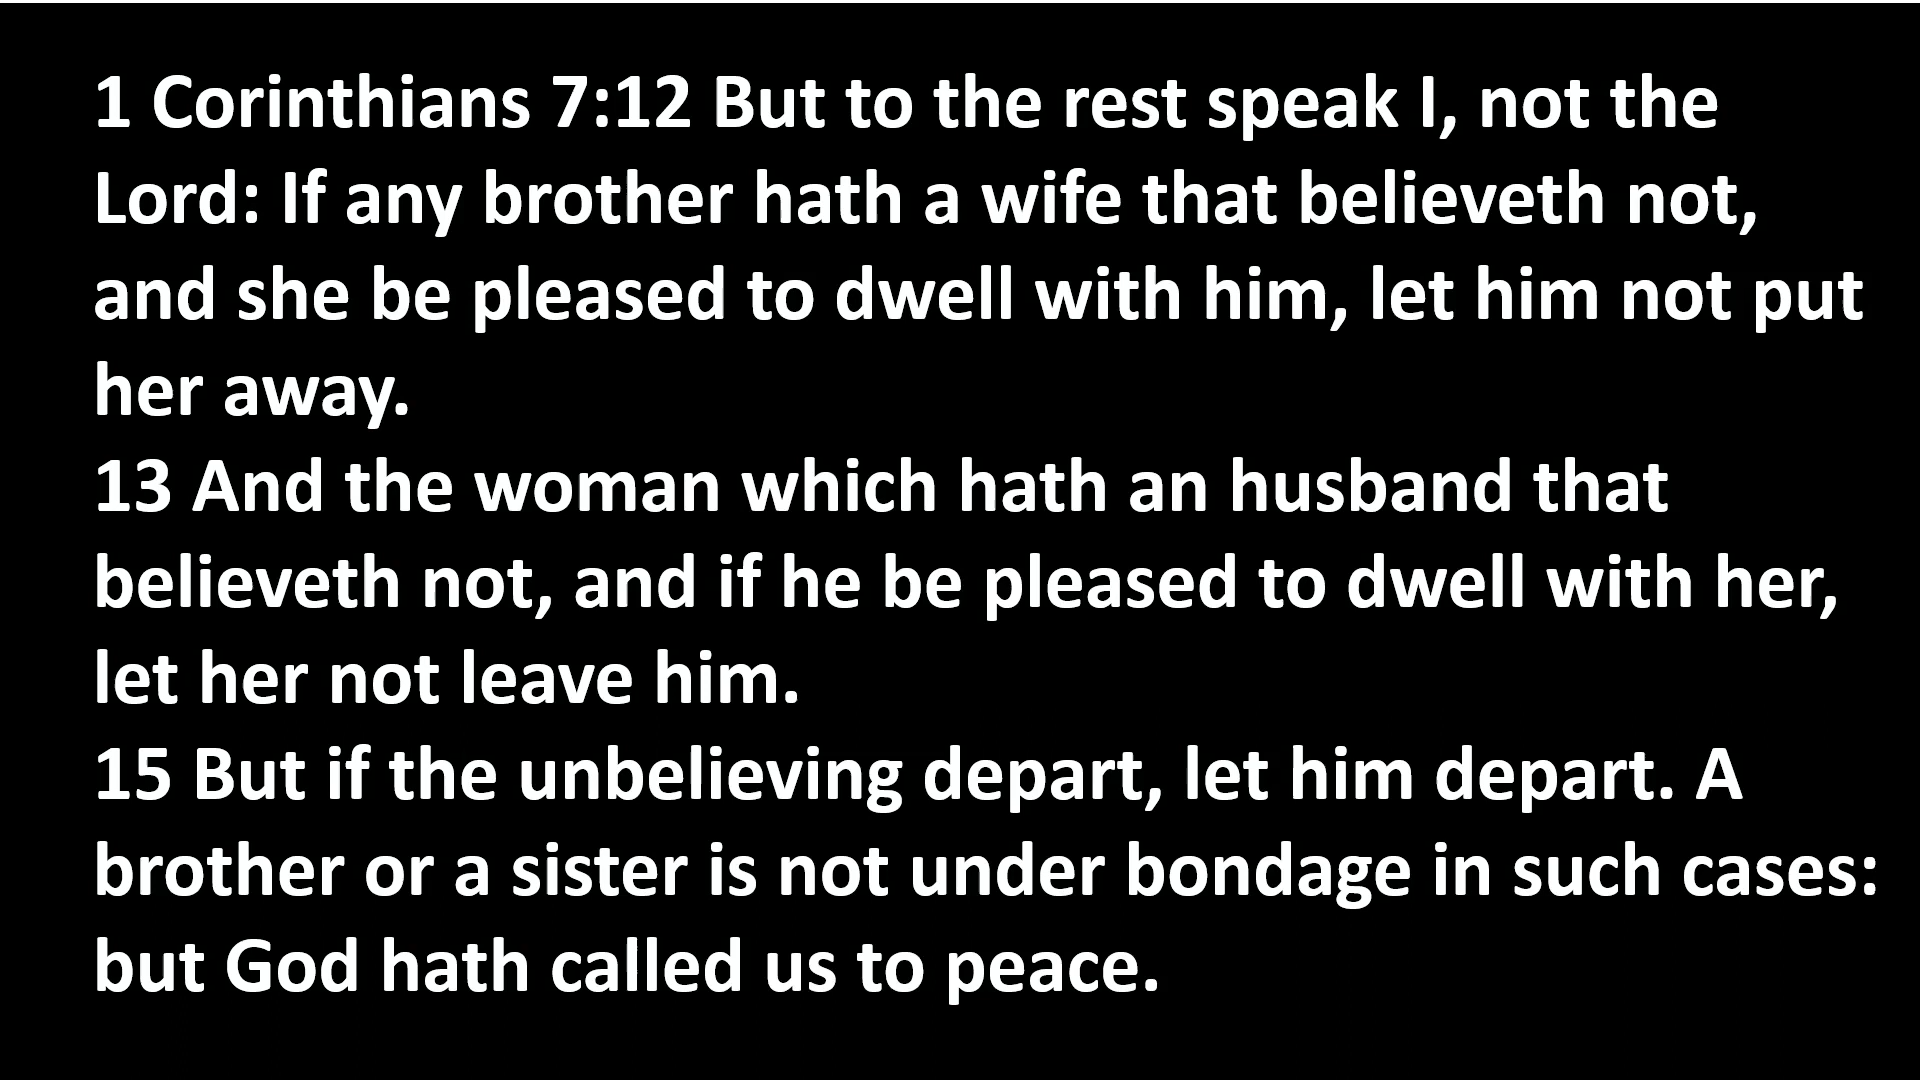 1 Corinthians 7:12 But to the rest speak I, not the
Lord: If any brother hath a wife that believeth not,
and she be pleased to dwell with him, let him not put
her away.
13 And the woman which hath an husband that
believeth not, and if he be pleased to dwell with her,
let her not leave him.
15 But if the unbelieving depart, let him depart. A
brother or a sister is not under bondage in such cases:
but God hath called us to peace.